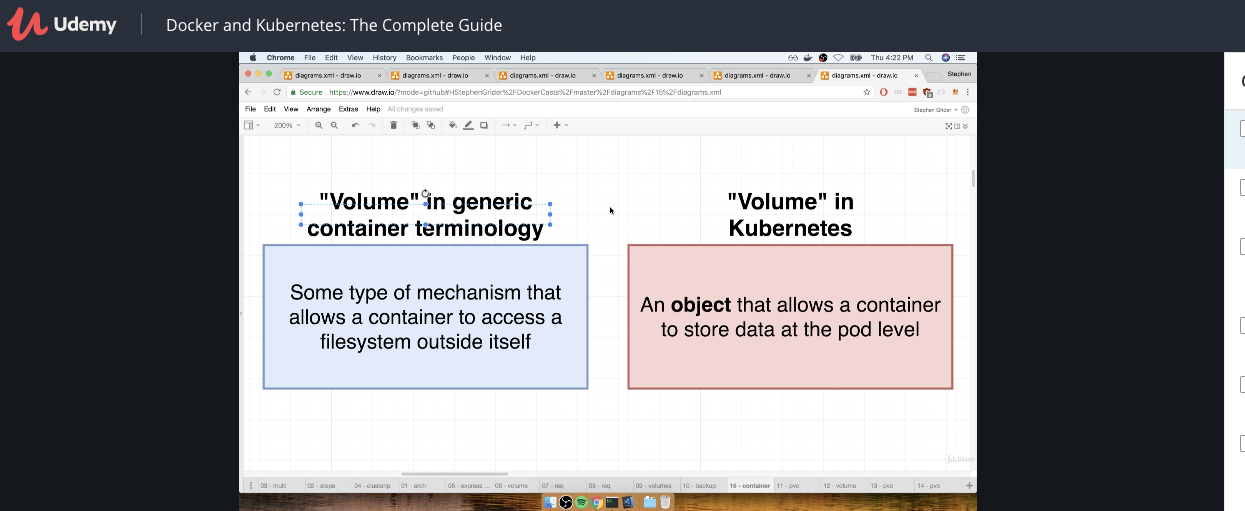 Udemy
Docker and Kubernetes: The Complete Guide
Chrome File Edit View History Bookmarks People Window Help
Thu 4:22 PM
diagrams.xml - draw.io
diagrams.xml - draw.io
diagrams.xml - draw.io
diagrams.xml - draw.io
diagrams.xml - draw.io
diagrams.xml - draw.io
Stephen
Secure https://www.draw.io/?mode=github#HStephenGrider%2FDockerCasts%2Fmaster%2Fdiagrams%2F15%2Fdiagrams.xml
File Edit View Arrange Extras Help All changes saved
Stephen Grider
200%
"Volume" in generic
container terminology
Some type of mechanism that
allows a container to access a
filesystem outside itself
"Volume" in
Kubernetes
An object that allows a container
to store data at the pod level
Udemy
03 - multi 02 - steps 04 - clusterip 01 - arch 05 - express ... 06 - volume 07 - req 08 - req 09 - volumes 10 - backup 16 - container 11 - pvc 12 - volume 13 - pvc 14 - pvc